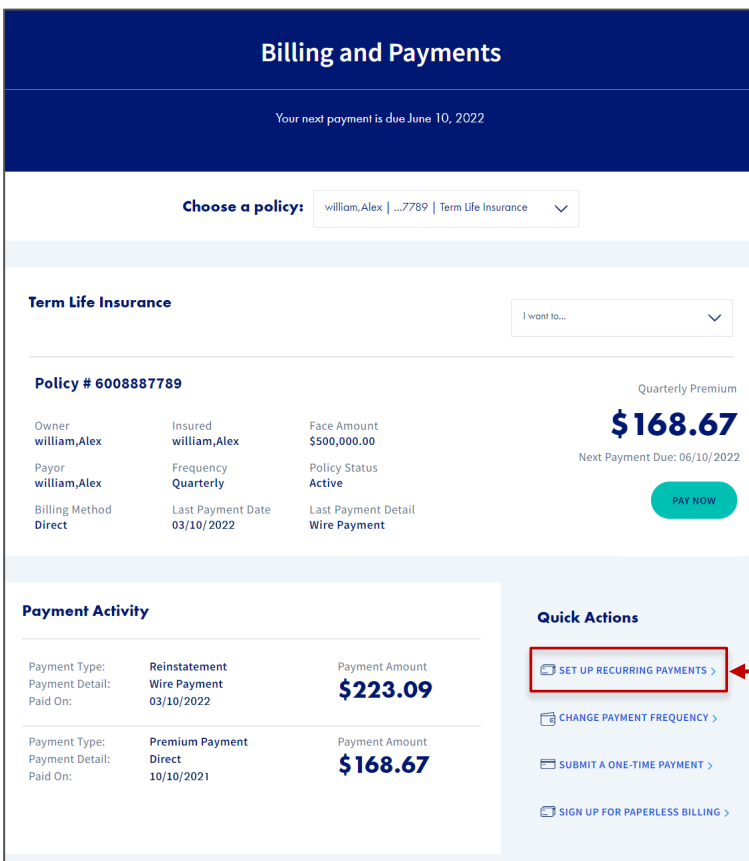 Billing and Payments
Your next payment is due June 10, 2022
Choose a policy: william,Alex | ...7789 | Term Life Insurance
Term Life Insurance
I want to...
Policy # 6008887789
Quarterly Premium
$168.67
Next Payment Due: 06/10/2022
PAY NOW
Owner Insured Face Amount
william,Alex william,Alex $500,000.00
Payor Frequency Policy Status
william,Alex Quarterly Active
Billing Method Last Payment Date Last Payment Detail
Direct 03/10/2022 Wire Payment
Payment Activity
Payment Type: Reinstatement Payment Amount
Payment Detail: Wire Payment $223.09
Paid On: 03/10/2022
Payment Type: Premium Payment Payment Amount
Payment Detail: Direct $168.67
Paid On: 10/10/2021
Quick Actions
SET UP RECURRING PAYMENTS >
CHANGE PAYMENT FREQUENCY >
SUBMIT A ONE-TIME PAYMENT >
SIGN UP FOR PAPERLESS BILLING >